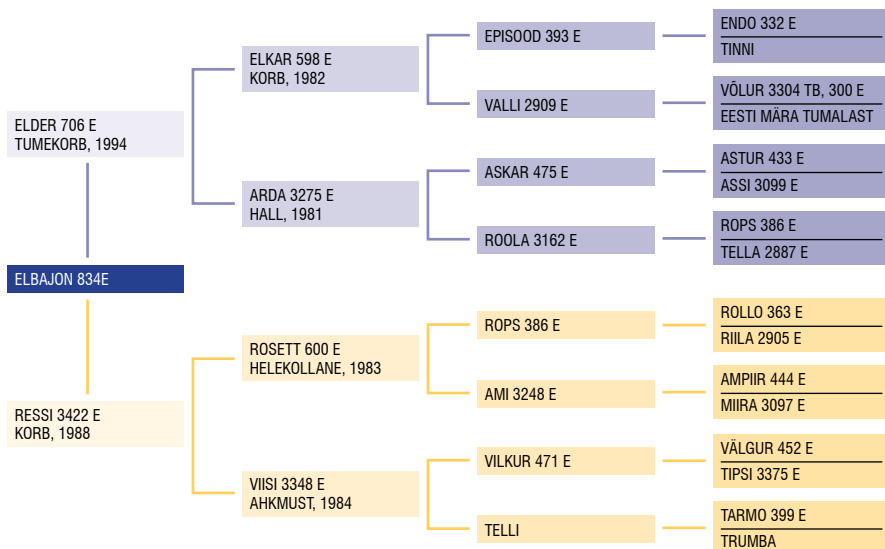 ELDER 706 E
TUMEKORB, 1994
ELBAJON 834E
RESSI 3422 E
KORB, 1988
ELKAR 598 E
KORB, 1982
ARDA 3275 E
HALL, 1981
ROSETT 600 E
HELEKOLLANE, 1983
VIISI 3348 E
AHKMUST, 1984
EPISOOD 393 E
VALLI 2909 E
ASKAR 475 E
ROOLA 3162 E
ROPS 386 E
AMI 3248 E
VILKUR 471 E
TELLI
ENDO 332 E
TINNI
VÕLUR 3304 TB, 300 E
EESTI MÄRA TUMALAST
ASTUR 433 E
ASSI 3099 E
ROPS 386 E
TELLA 2887 E
ROLLO 363 E
RIILA 2905 E
AMPIIR 444 E
MIIRA 3097 E
VÄLGUR 452 E
TIPSI 3375 E
TARMO 399 E
TRUMBA